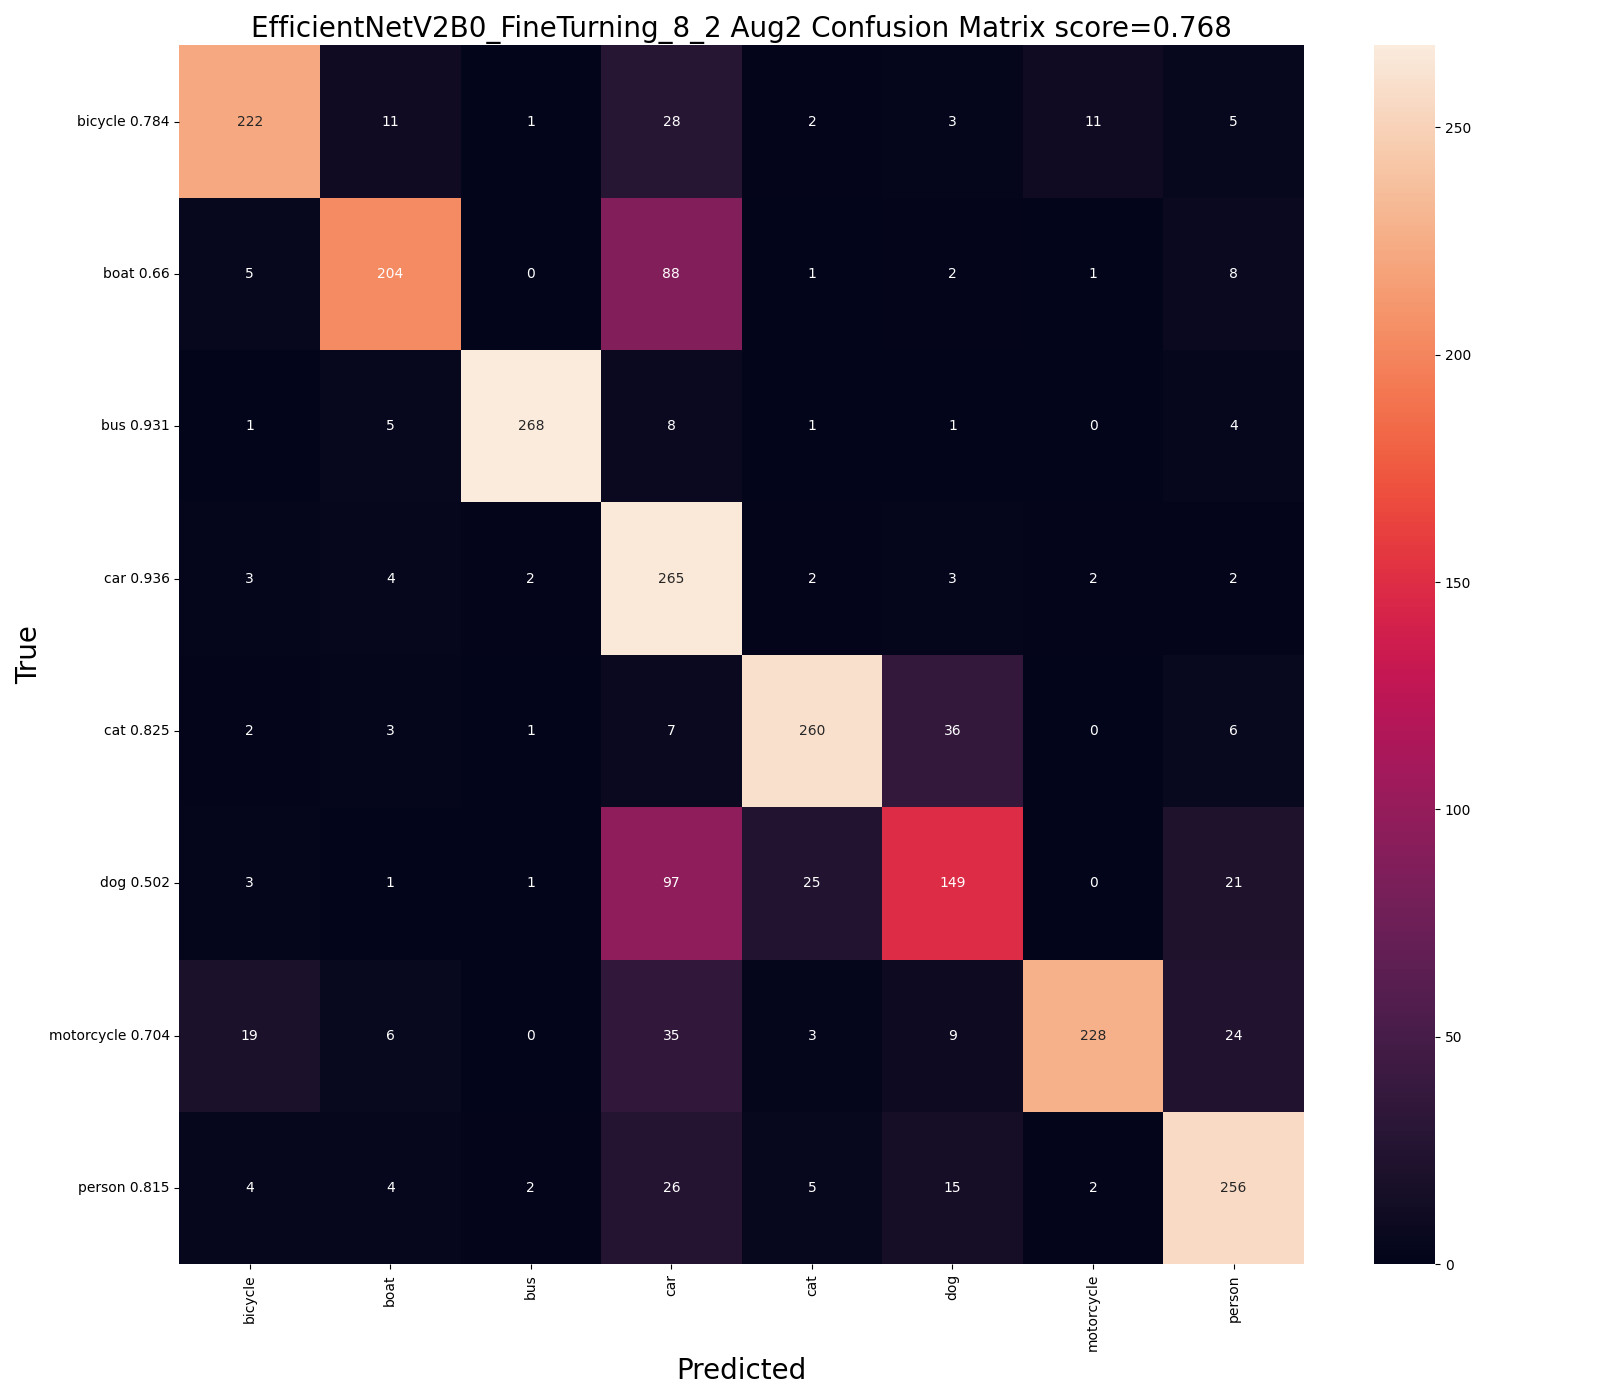 EfficientNetV2B0_FineTurning_8_2 Aug2 Confusion Matrix score=0.768
bicycle 0.784 222 11 1 28 2 3 11 5
boat 0.66 5 204 0 88 1 2 1 8
bus 0.931 1 5 268 8 1 1 0 4
car 0.936 3 4 2 265 2 3 2 2
cat 0.825 2 3 1 7 260 36 0 6
dog 0.502 3 1 1 97 25 149 0 21
motorcycle 0.704 19 6 0 35 3 9 228 24
person 0.815 4 4 2 26 5 15 2 256
True
bicycle boat bus car cat dog motorcycle person
Predicted
250
200
150
100
50
0